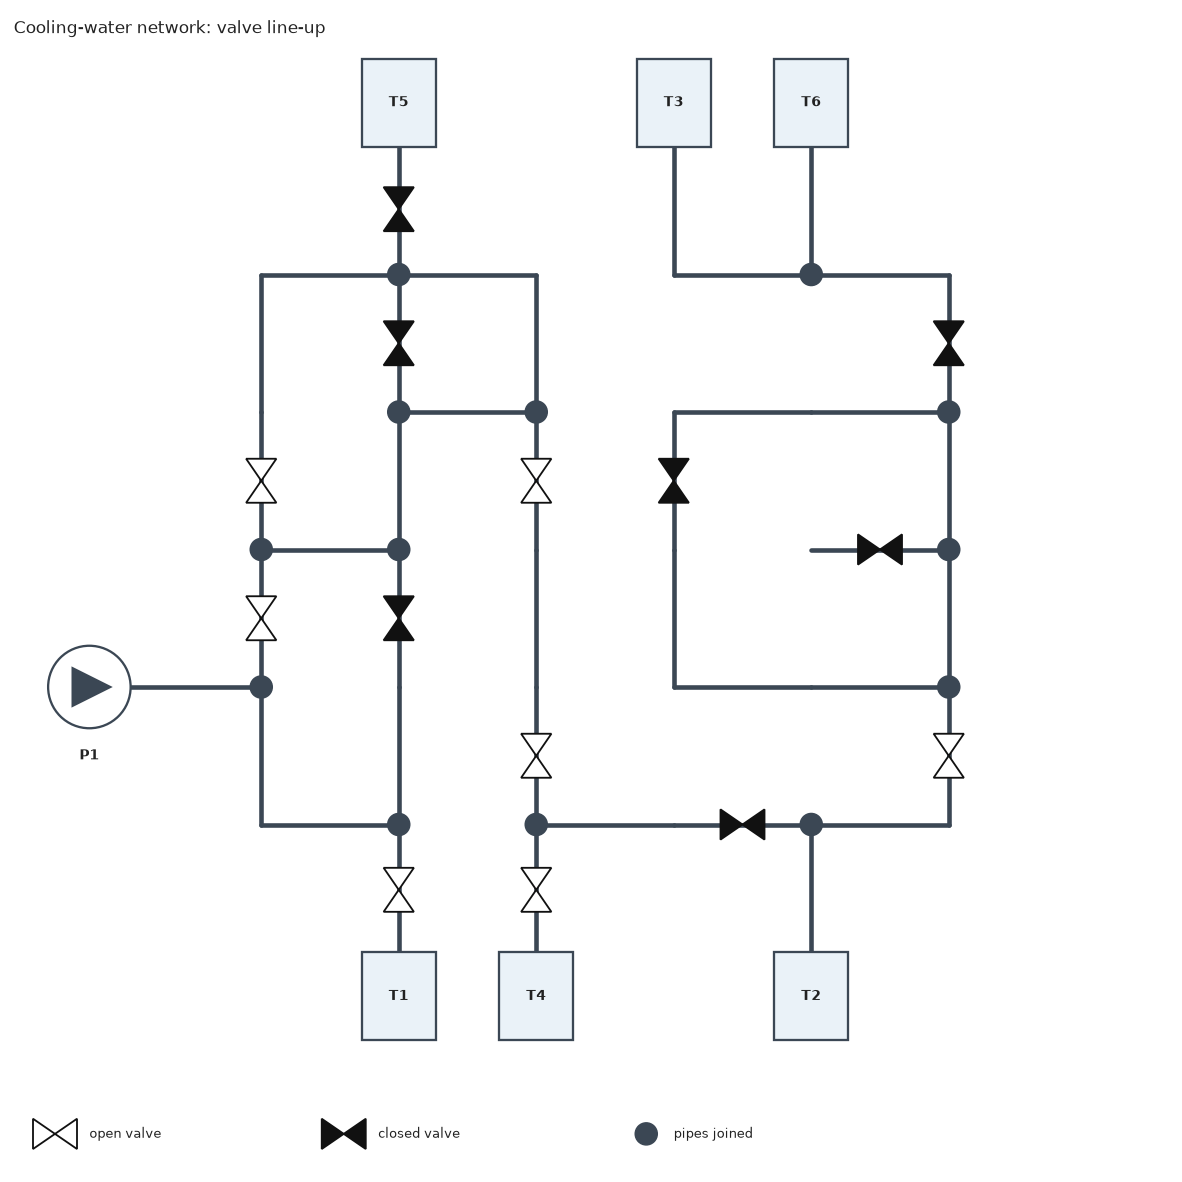 Cooling-water network: valve line-up
T5
T3
T6
P1
T1
T4
T2
open valve
closed valve
pipes joined